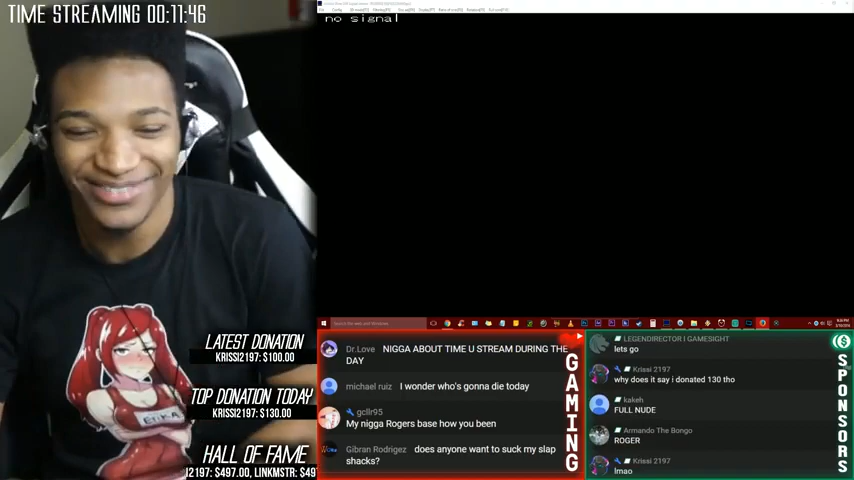 TIME STREAMING 00:11:46
no signal
LATEST DONATION
KRISSI2197: $100.00
TOP DONATION TODAY
KRISSI2197: $130.00
HALL OF FAME
2197: $497.00, LINKMSTR: $49
ERIKA
Dr.Love NIGGA ABOUT TIME U STREAM DURING THE
DAY
michael ruiz I wonder who's gonna die today
gcllr95
My nigga Rogers base how you been
Gibran Rodrigez does anyone want to suck my slap
shacks?
GAMING
LEGENDIRECTOR I GAMESIGHT
lets go
Krissi 2197
why does it say i donated 130 tho
kakeh
FULL NUDE
Armando The Bongo
ROGER
Krissi 2197
lmao
SPONSORS